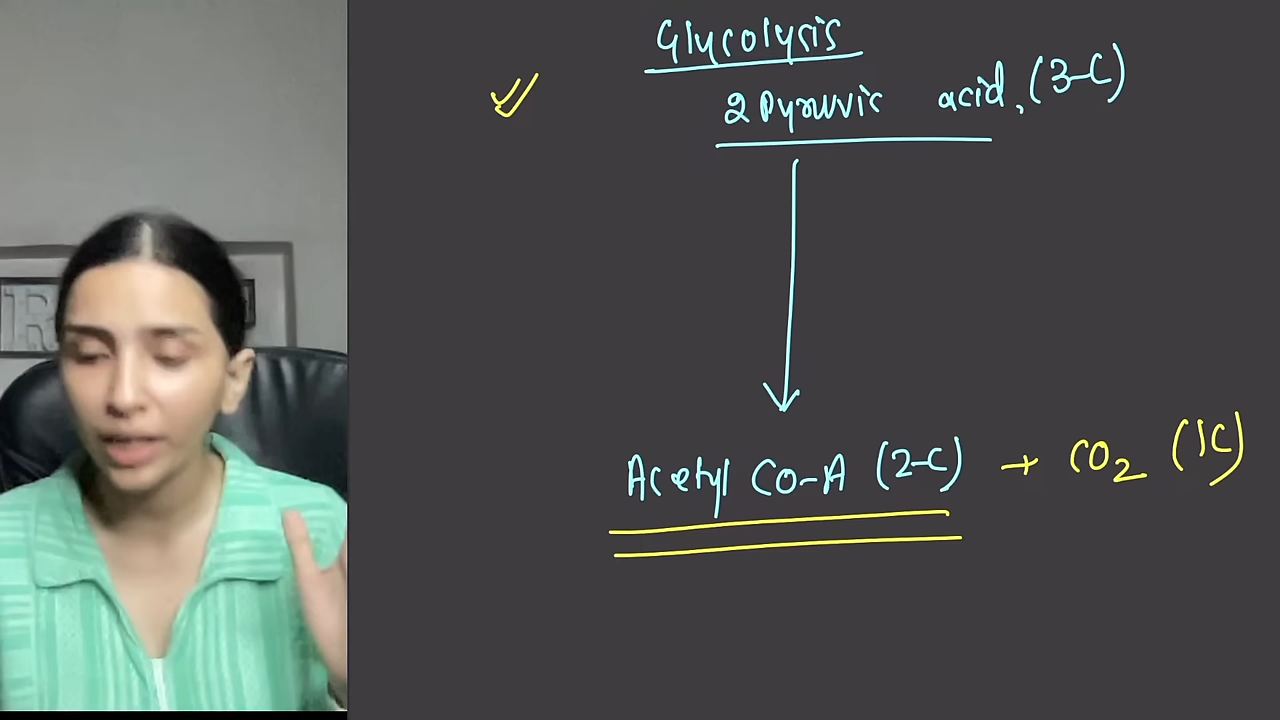 Glycolysis
2 Pyruvic acid, (3-C)
Acetyl Co-A (2-C) + CO2 (1C)
R